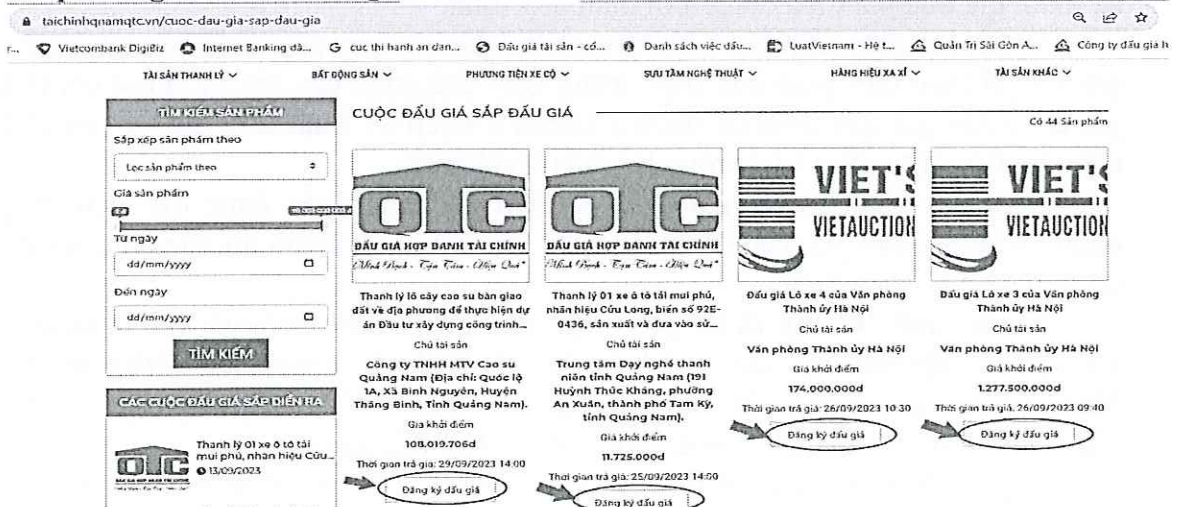 taichinhqnamqtc.vn/cuoc-dau-gia-sap-dau-gia
Vietcombank DigiBiz
Internet Banking dà...
cuc thi hanh an dan...
Đấu giá tài sản - cổ...
Danh sách việc đấu...
LuatVietnam - Hệ t...
Quản Trị Sài Gòn A...
Công ty đấu giá h
TÀI SẢN THANH LÝ
BẤT ĐỘNG SẢN
PHƯƠNG TIỆN XE CỘ
SƯU TẦM NGHỆ THUẬT
HÀNG HIỆU XA XỈ
TÀI SẢN KHÁC
TÌM KIẾM SẢN PHẨM
Sắp xếp sản phẩm theo
Lọc sản phẩm theo
Giá sản phẩm
Từ ngày
dd/mm/yyyy
Đến ngày
dd/mm/yyyy
TÌM KIẾM
CÁC CUỘC ĐẤU GIÁ SẮP DIỄN RA
QTC
Thanh lý 01 xe ô tô tải
mui phủ, nhãn hiệu Cửu...
13/09/2023
CUỘC ĐẤU GIÁ SẮP ĐẤU GIÁ
Có 44 Sản phẩm
QTC
ĐẤU GIÁ HỢP DANH TÀI CHÍNH
Minh Bạch - Tận Tâm - Hiệu Quả"
Thanh lý lô cây cao su bàn giao
đất về địa phương để thực hiện dự
án Đầu tư xây dựng công trình...
Chủ tài sản
Công ty TNHH MTV Cao su
Quảng Nam (Địa chỉ: Quốc lộ
1A, Xã Bình Nguyên, Huyện
Thăng Bình, Tỉnh Quảng Nam).
Giá khởi điểm
108.019.706đ
Thời gian trả giá: 29/09/2023 14:00
Đăng ký đấu giá
QTC
ĐẤU GIÁ HỢP DANH TÀI CHÍNH
Minh Bạch - Tận Tâm - Hiệu Quả"
Thanh lý 01 xe ô tô tải mui phủ,
nhãn hiệu Cửu Long, biển số 92E-
0436, sản xuất và đưa vào sử...
Chủ tài sản
Trung tâm Dạy nghề thanh
niên tỉnh Quảng Nam (191
Huỳnh Thúc Kháng, phường
An Xuân, thành phố Tam Kỳ,
tỉnh Quảng Nam).
Giá khởi điểm
11.725.000đ
Thời gian trả giá: 25/09/2023 14:00
Đăng ký đấu giá
VIET'S
VIETAUCTION
Đấu giá Lô xe 4 của Văn phòng
Thành ủy Hà Nội
Chủ tài sản
Văn phòng Thành ủy Hà Nội
Giá khởi điểm
174.000.000đ
Thời gian trả giá: 26/09/2023 10:30
Đăng ký đấu giá
VIET'S
VIETAUCTION
Đấu giá Lô xe 3 của Văn phòng
Thành ủy Hà Nội
Chủ tài sản
Văn phòng Thành ủy Hà Nội
Giá khởi điểm
1.277.500.000đ
Thời gian trả giá: 26/09/2023 09:40
Đăng ký đấu giá